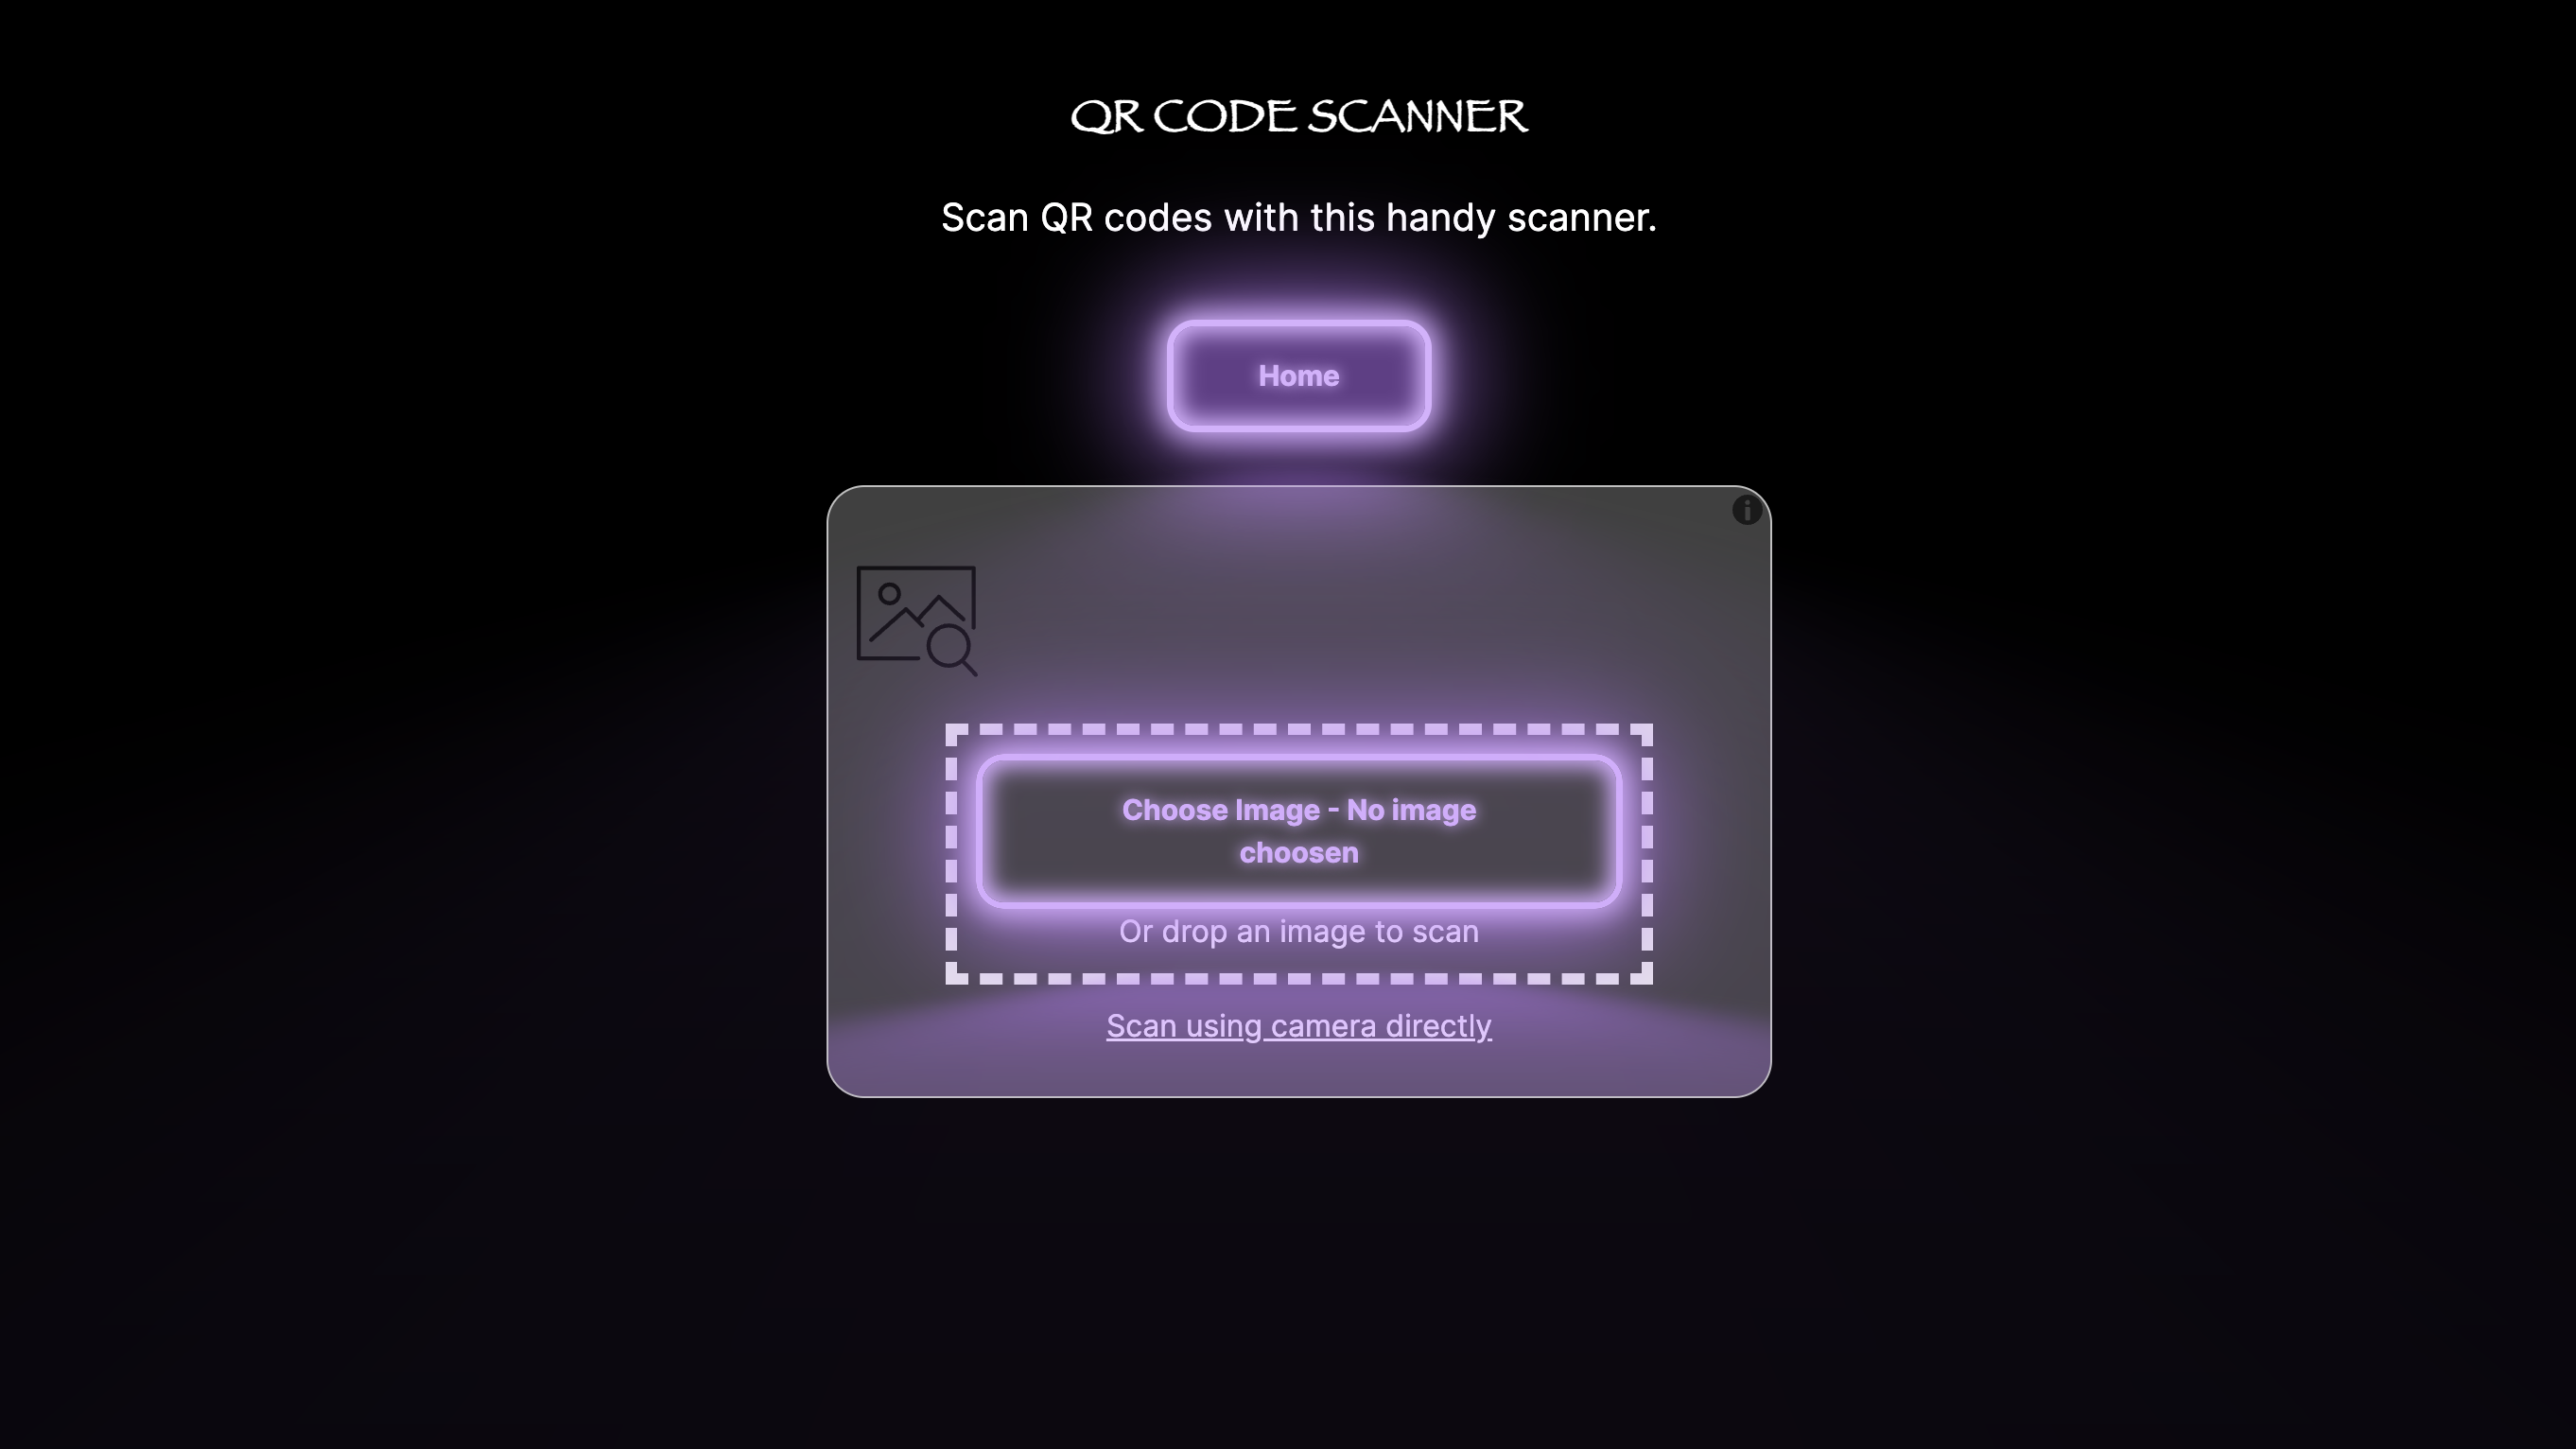 QR CODE SCANNER
Scan QR codes with this handy scanner.
Home
Choose Image - No image
choosen
Or drop an image to scan
Scan using camera directly